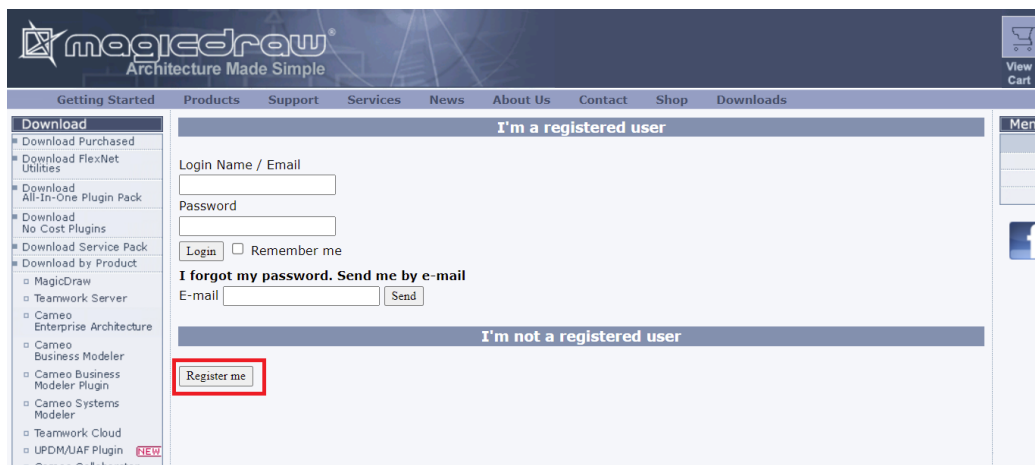 magicdraw®
Architecture Made Simple
View
Cart
Getting Started Products Support Services News About Us Contact Shop Downloads
Download
Download Purchased
Download FlexNet
Utilities
Download
All-In-One Plugin Pack
Download
No Cost Plugins
Download Service Pack
Download by Product
MagicDraw
Teamwork Server
Cameo
Enterprise Architecture
Cameo
Business Modeler
Cameo Business
Modeler Plugin
Cameo Systems
Modeler
Teamwork Cloud
UPDM/UAF Plugin NEW
I'm a registered user
Login Name / Email
Password
Login Remember me
I forgot my password. Send me by e-mail
E-mail Send
I'm not a registered user
Register me
Men